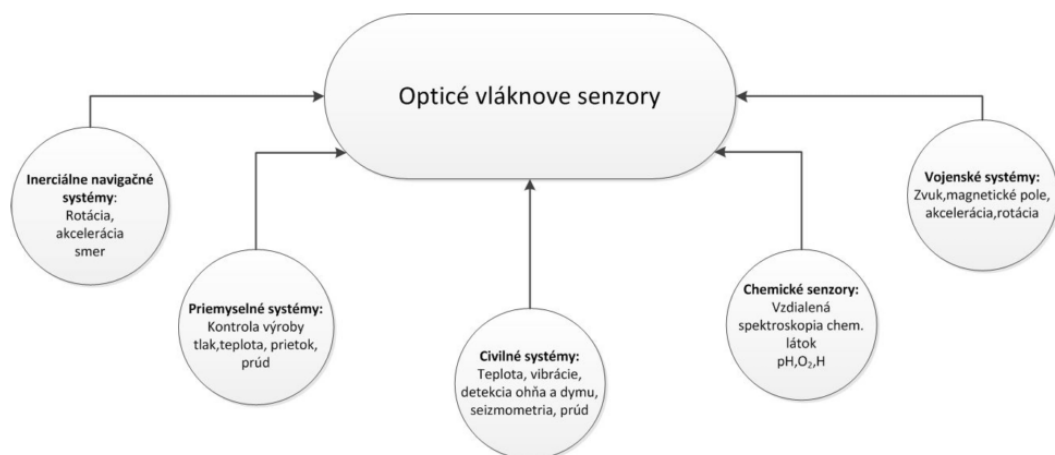 Opticé vláknove senzory
Inerciálne navigačné
systémy:
Rotácia,
akcelerácia
smer
Priemyselné systémy:
Kontrola výroby
tlak,teplota, prietok,
prúd
Civilné systémy:
Teplota, vibrácie,
detekcia ohňa a dymu,
seizmometria, prúd
Chemické senzory:
Vzdialená
spektroskopia chem.
látok
pH,O₂,H
Vojenské systémy:
Zvuk,magnetické pole,
akcelerácia,rotácia